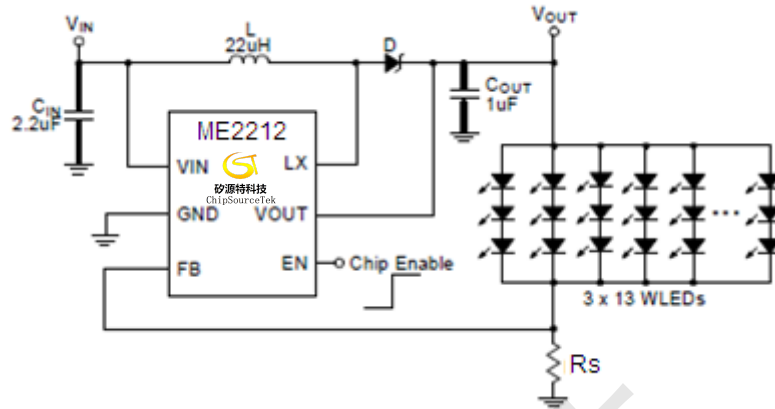 VIN
L
22uH
D
VOUT
CIN
2.2uF
COUT
1uF
ME2212
VIN
LX
矽源特科技
ChipSourceTek
GND
VOUT
FB
EN
Chip Enable
...
3 x 13 WLEDs
Rs